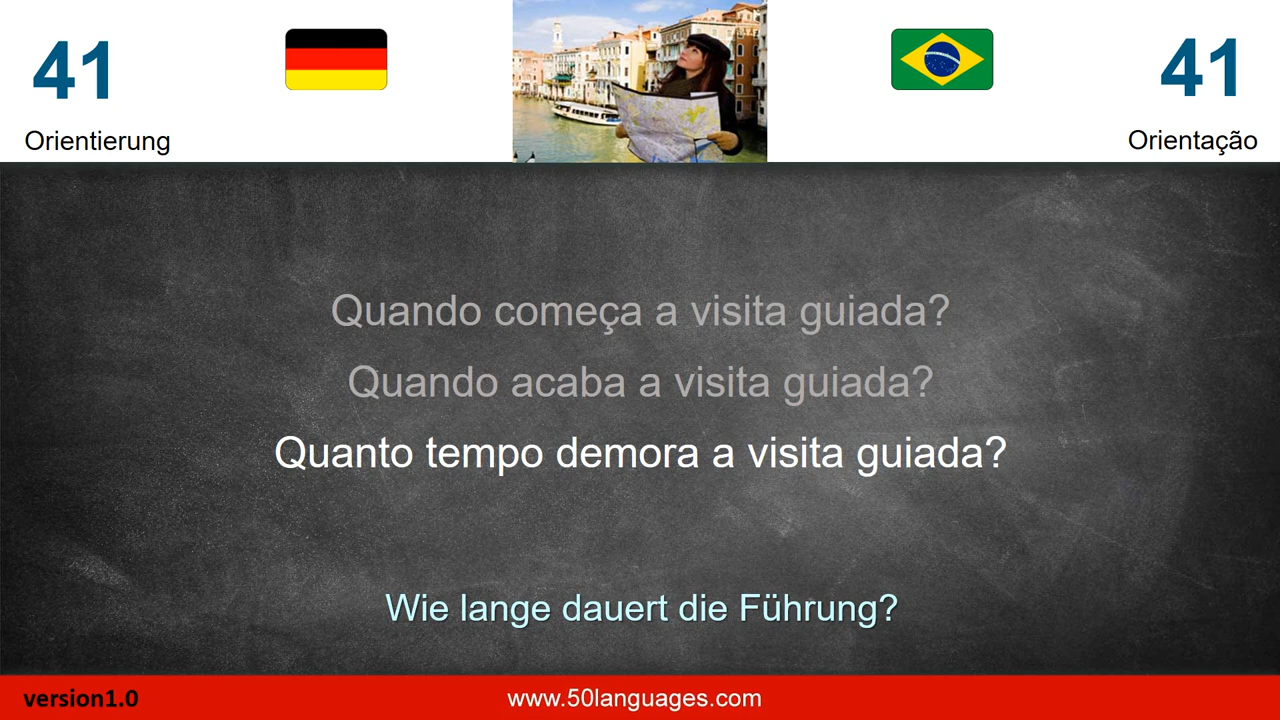 41
41
Orientierung
Orientação
Quando começa a visita guiada?
Quando acaba a visita guiada?
Quanto tempo demora a visita guiada?
Wie lange dauert die Führung?
version1.0
www.50languages.com